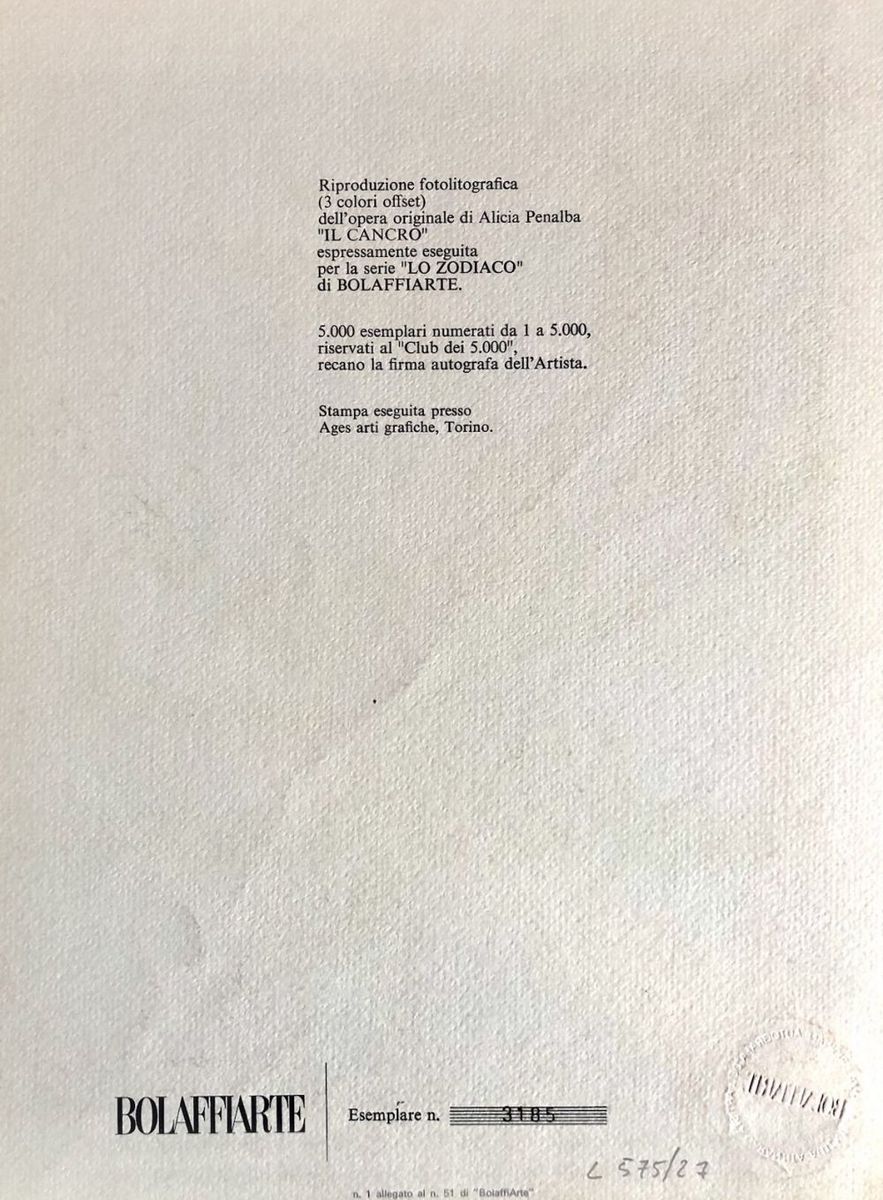 Riproduzione fotolitografica
(3 colori offset)
dell'opera originale di Alicia Penalba
"IL CANCRO"
espressamente eseguita
per la serie "LO ZODIACO"
di BOLAFFIARTE.
5.000 esemplari numerati da 1 a 5.000,
riservati al "Club dei 5.000",
recano la firma autografa dell'Artista.
Stampa eseguita presso
Ages arti grafiche, Torino.
BOLAFFIARTE
Esemplare n. 3185
L 575/27
n. 1 allegato al n. 51 di "BolaffiArte"